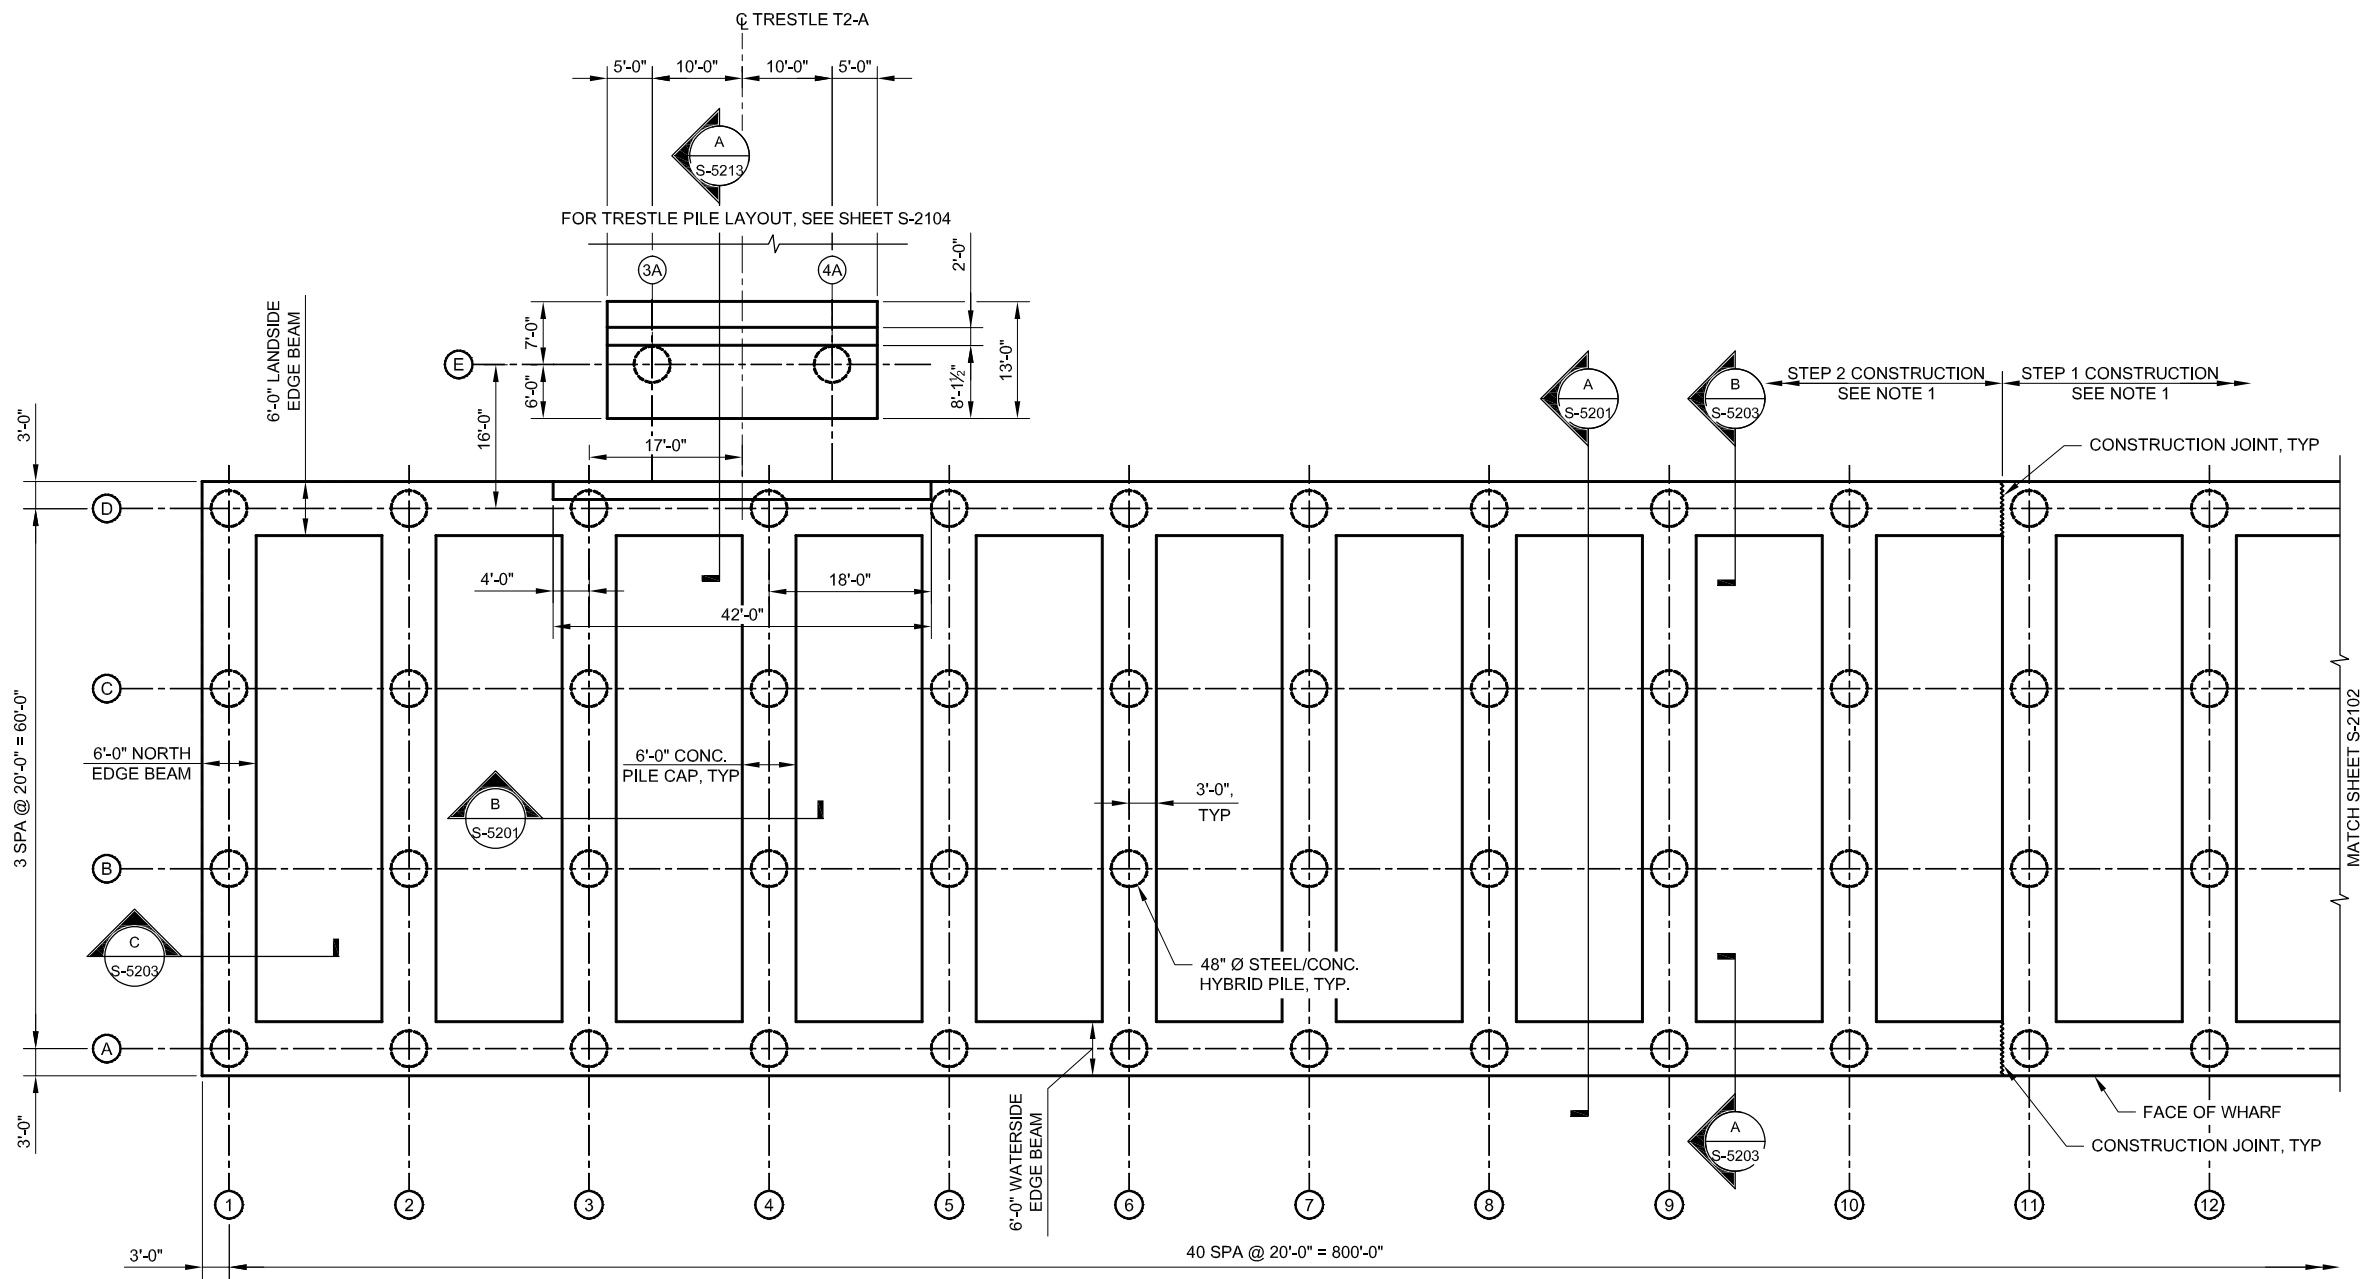 ℄ TRESTLE T2-A
5'-0"
10'-0"
10'-0"
5'-0"
A
S-5213
FOR TRESTLE PILE LAYOUT, SEE SHEET S-2104
3A
4A
2'-0"
6'-0" LANDSIDE
EDGE BEAM
7'-0"
6'-0"
8'-1½"
13'-0"
E
16'-0"
3'-0"
17'-0"
A
S-5201
B
S-5203
STEP 2 CONSTRUCTION
SEE NOTE 1
STEP 1 CONSTRUCTION
SEE NOTE 1
CONSTRUCTION JOINT, TYP
D
4'-0"
18'-0"
42'-0"
C
3 SPA @ 20'-0" = 60'-0"
6'-0" NORTH
EDGE BEAM
6'-0" CONC.
PILE CAP, TYP
B
S-5201
3'-0",
TYP
MATCH SHEET S-2102
B
C
S-5203
48" Ø STEEL/CONC.
HYBRID PILE, TYP.
A
3'-0"
6'-0" WATERSIDE
EDGE BEAM
A
S-5203
FACE OF WHARF
CONSTRUCTION JOINT, TYP
1
2
3
4
5
6
7
8
9
10
11
12
3'-0"
40 SPA @ 20'-0" = 800'-0"